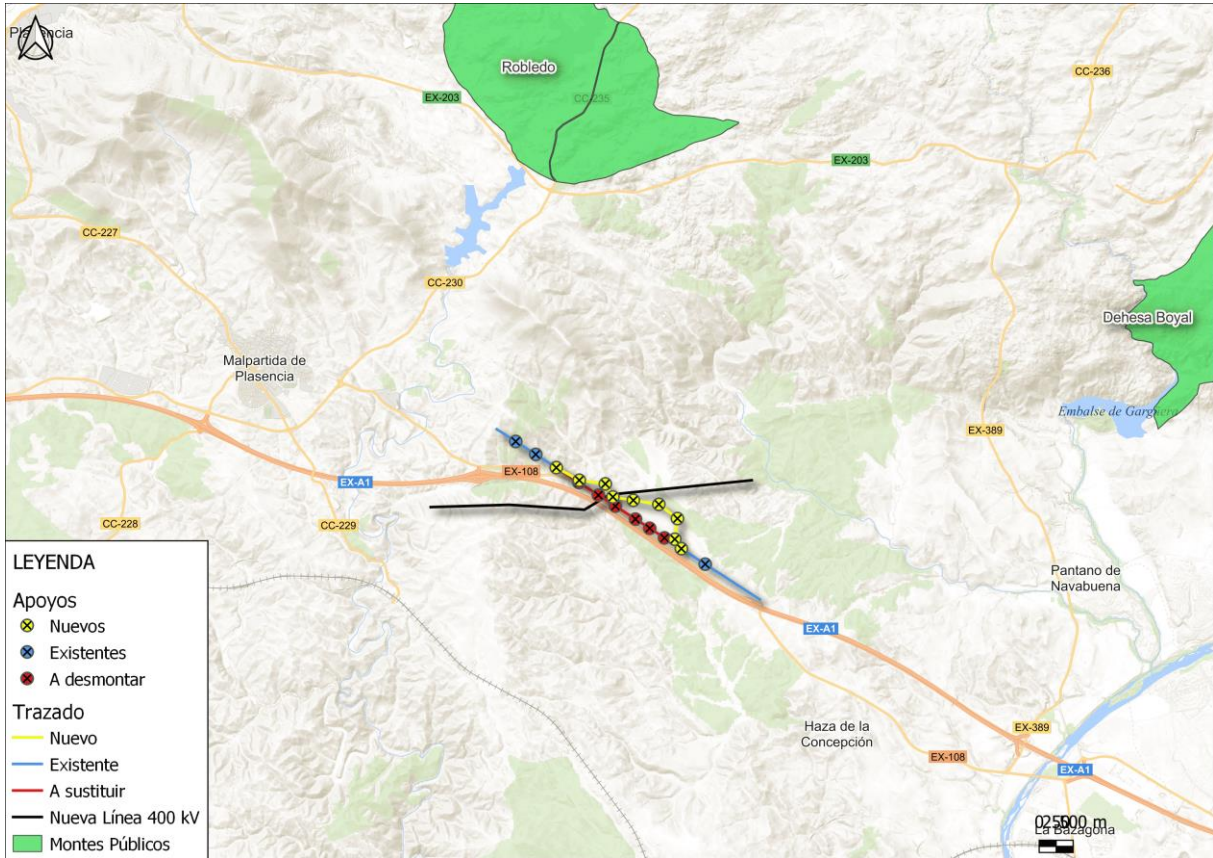 Plasencia
Robledo
CC-236
EX-203
CC-235
EX-203
CC-227
CC-230
Dehesa Boyal
Malpartida de
Plasencia
Embalse de Garguera
EX-389
EX-108
EX-A1
CC-228
CC-229
Pantano de
Navabuena
EX-A1
Haza de la
Concepción
EX-389
EX-108
EX-A1
La Bazagona
LEYENDA
Apoyos
Nuevos
Existentes
A desmontar
Trazado
Nuevo
Existente
A sustituir
Nueva Línea 400 kV
Montes Públicos